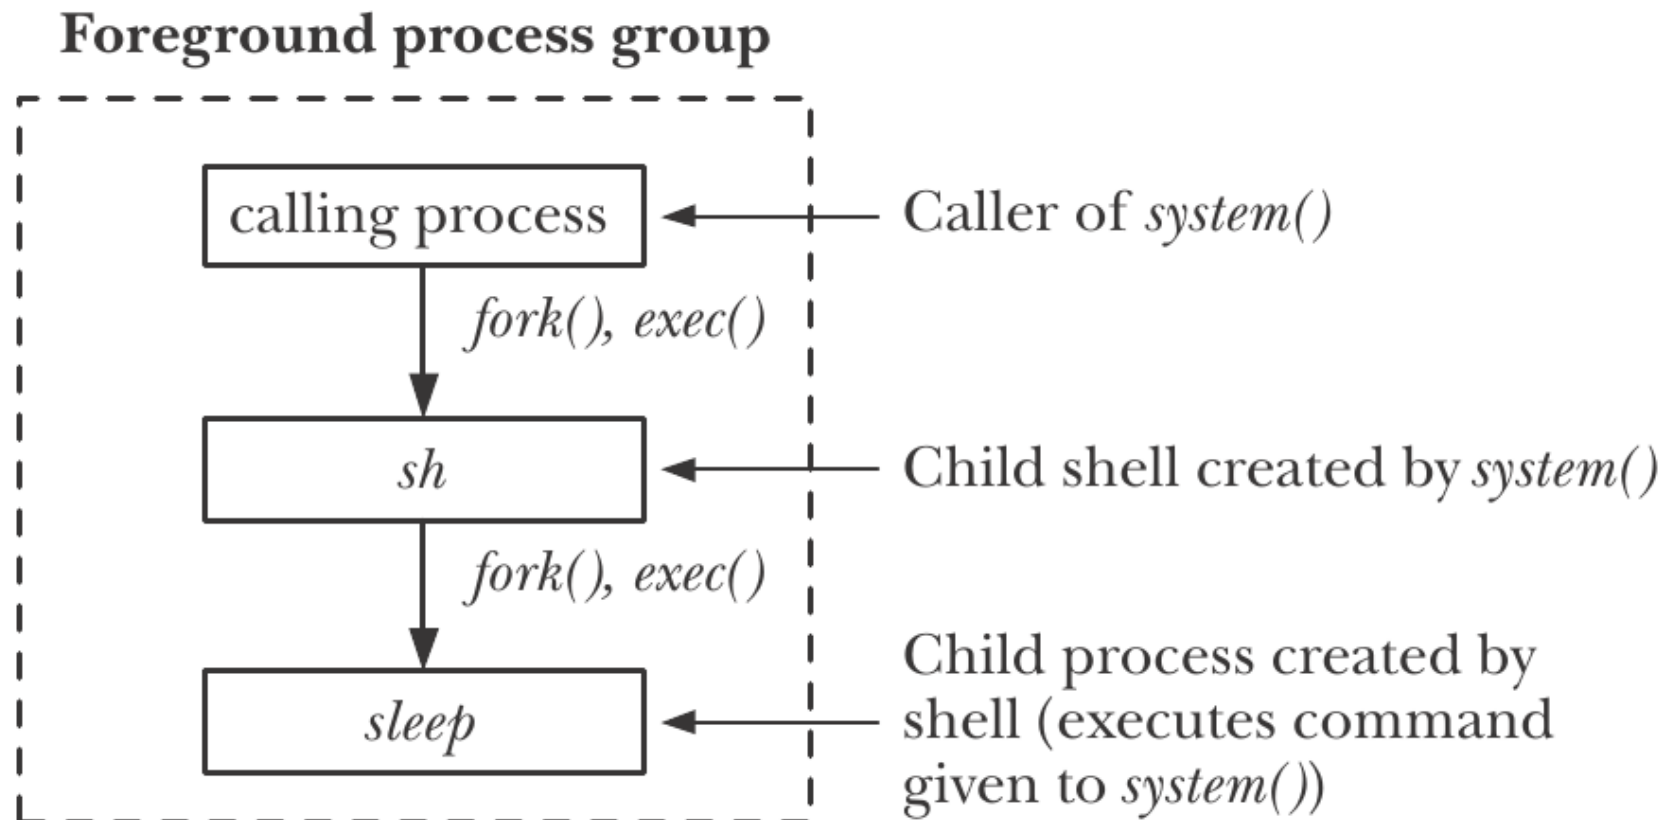 Foreground process group
calling process
Caller of system()
fork(), exec()
sh
Child shell created by system()
fork(), exec()
sleep
Child process created by
shell (executes command
given to system())